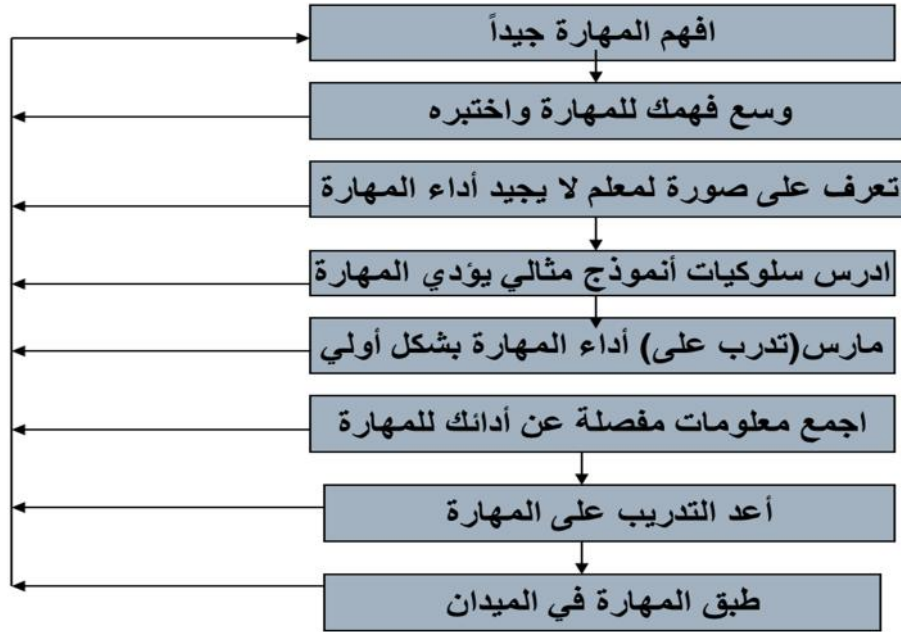 افهم المهارة جيداً
وسع فهمك للمهارة واختبره
تعرف على صورة لمعلم لا يجيد أداء المهارة
ادرس سلوكيات أنموذج مثالي يؤدي المهارة
مارس(تدرب على) أداء المهارة بشكل أولي
اجمع معلومات مفصلة عن أدائك للمهارة
أعد التدريب على المهارة
طبق المهارة في الميدان